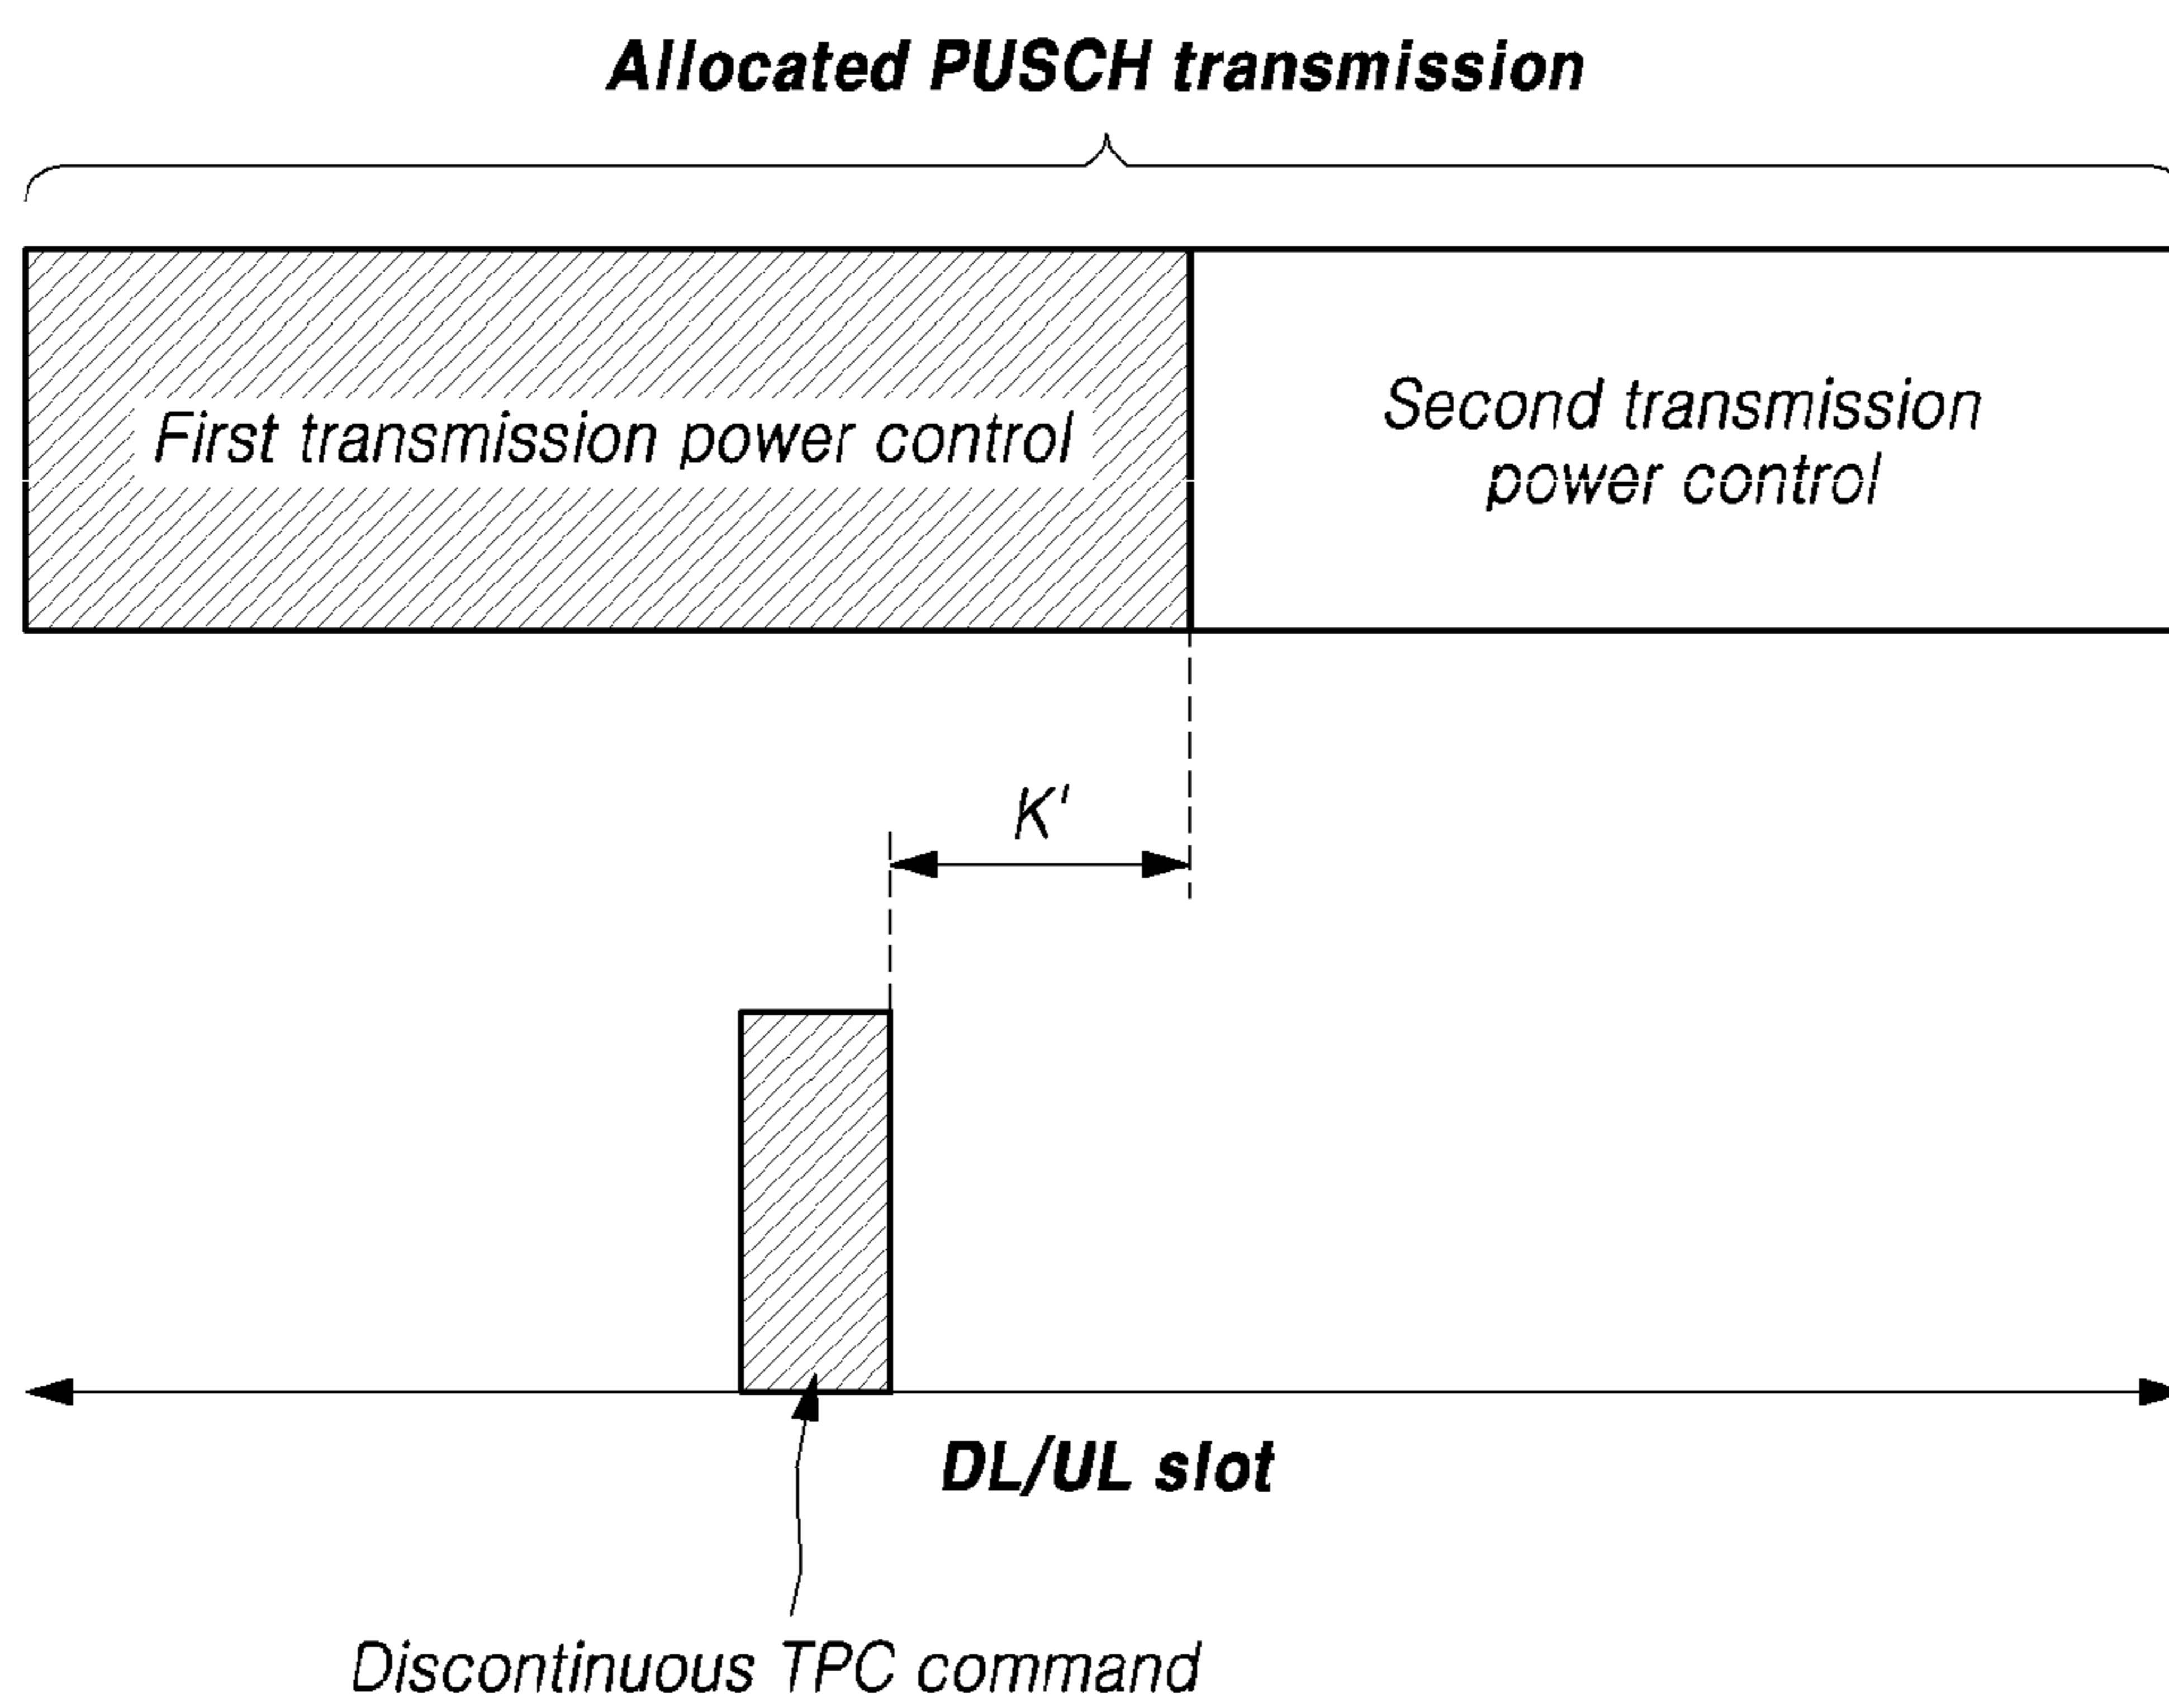 Allocated PUSCH transmission
First transmission power control
Second transmission
power control
K'
DL/UL slot
Discontinuous TPC command